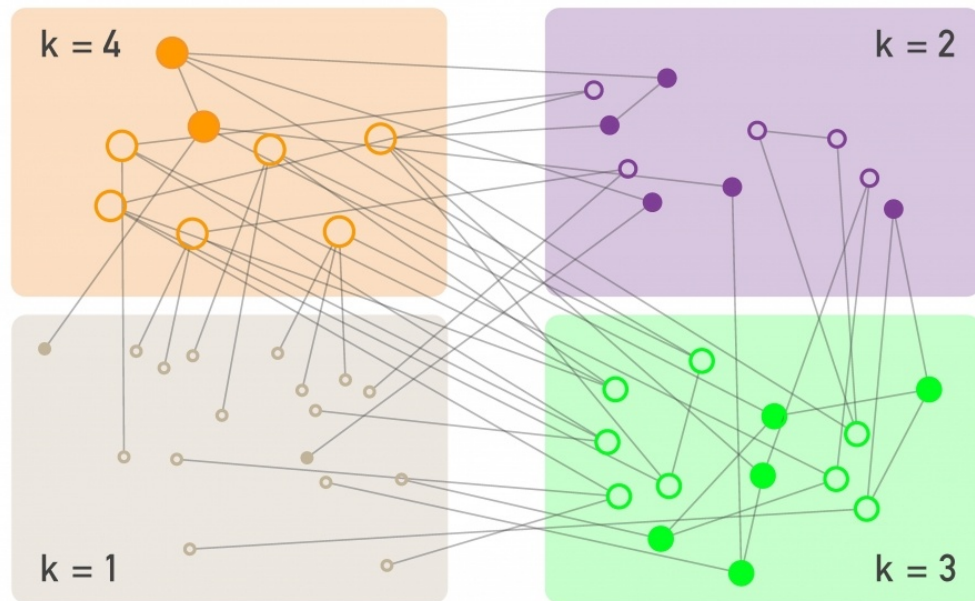 k = 4
k = 2
k = 1
k = 3